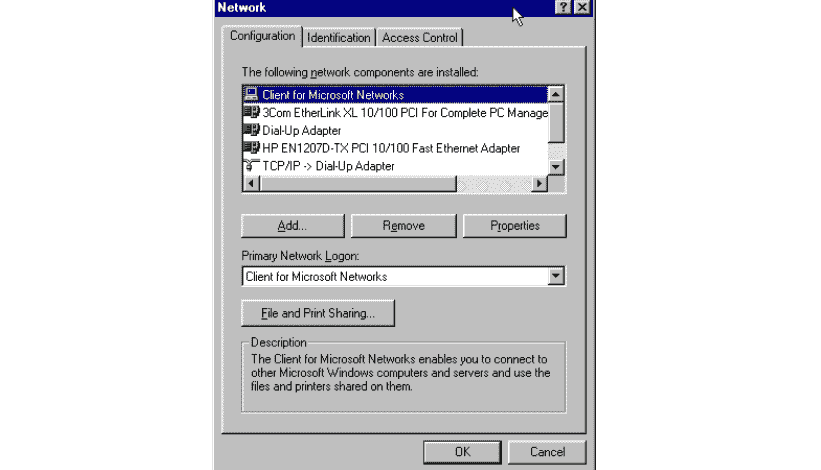 Network
Configuration Identification Access Control
The following network components are installed:
Client for Microsoft Networks
3Com EtherLink XL 10/100 PCI For Complete PC Manage
Dial-Up Adapter
HP EN1207D-TX PCI 10/100 Fast Ethernet Adapter
TCP/IP -> Dial-Up Adapter
Add... Remove Properties
Primary Network Logon:
Client for Microsoft Networks
File and Print Sharing...
Description
The Client for Microsoft Networks enables you to connect to
other Microsoft Windows computers and servers and use the
files and printers shared on them.
OK Cancel